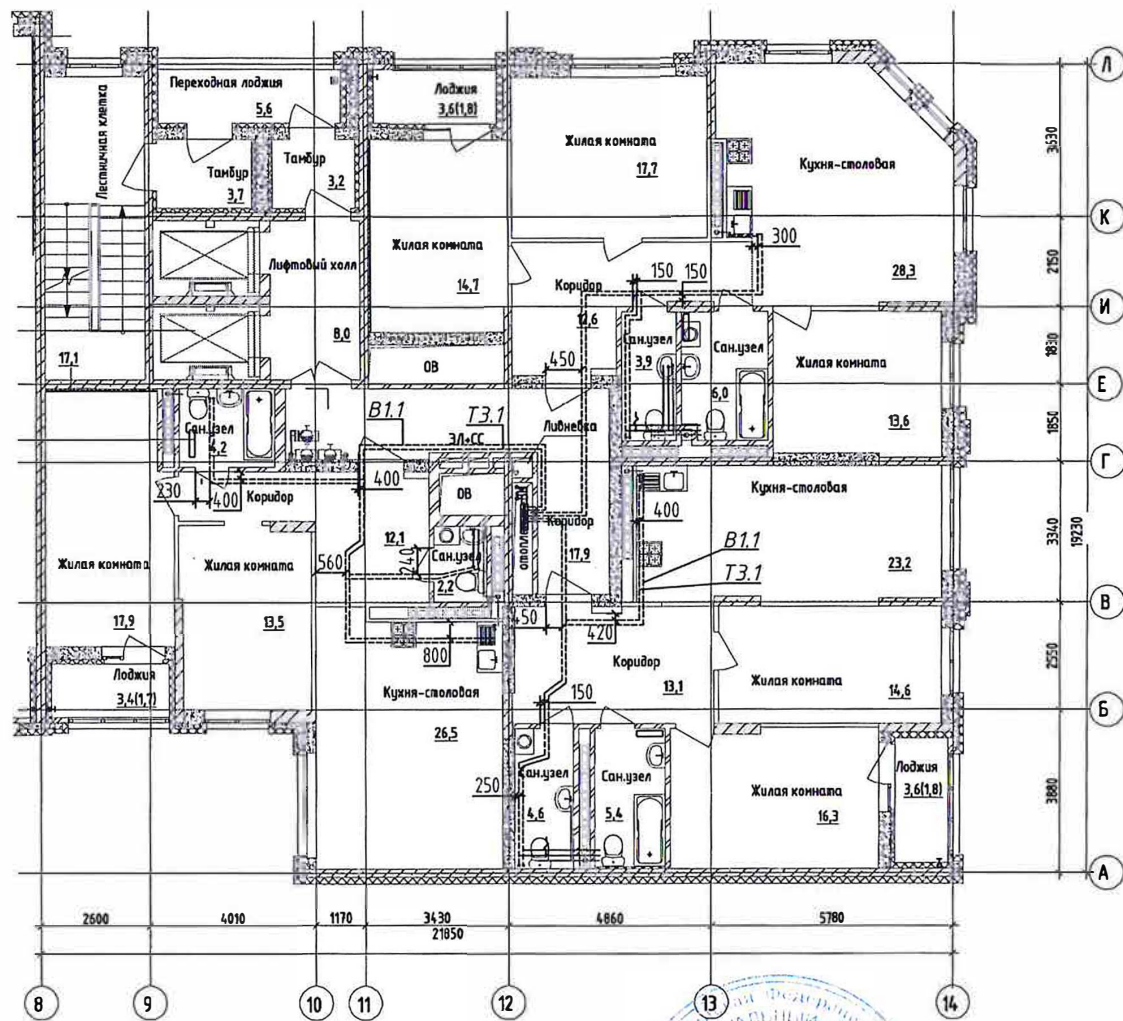 Переходная лоджия
5,6
Лоджия
3,6(1,8)
Л
Лестничная клетка
Тамбур
3,7
Тамбур
3,2
Жилая комната
17,7
Кухня-столовая
28,3
3630
К
Лифтовый холл
8,0
Жилая комната
14,7
300
150
150
Коридор
12,6
2150
И
17,1
ОВ
450
Сан.узел
3,9
Сан.узел
6,0
Жилая комната
13,6
1830
Е
В1.1
Т3.1
Ливневка
ЭЛ+СС
Сан.узел
4,2
ПК
1850
Г
230
400
Коридор
400
ОВ
Коридор
17,9
отопление
400
Кухня-столовая
23,2
12,1
560
240
Сан.узел
2,2
В1.1
Т3.1
3340
19230
В
Жилая комната
17,9
Жилая комната
13,5
450
420
800
Коридор
13,1
Жилая комната
14,6
2550
Лоджия
3,4(1,7)
Кухня-столовая
26,5
150
Б
250
Сан.узел
4,6
Сан.узел
5,4
Жилая комната
16,3
Лоджия
3,6(1,8)
3880
А
2600
4010
1170
3430
4860
5780
21850
8
9
10
11
12
13
14